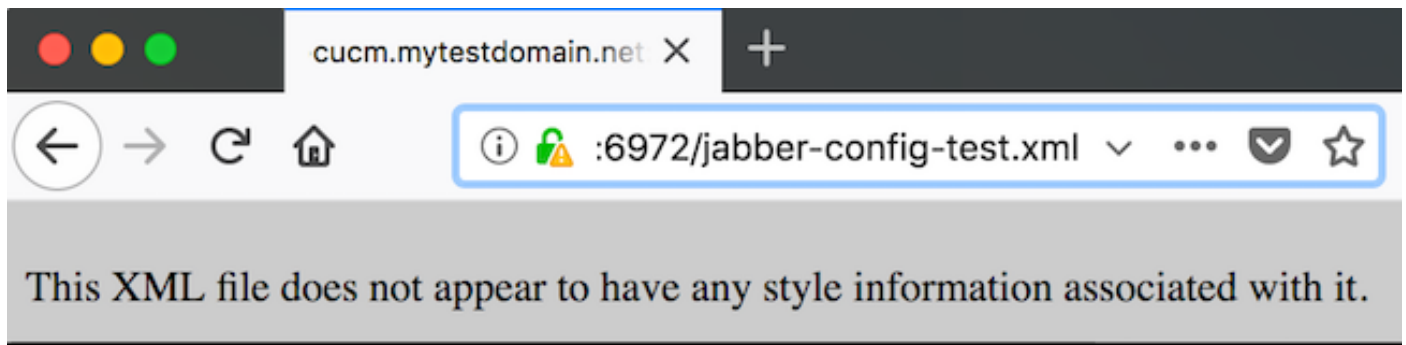 cucm.mytestdomain.net
:6972/jabber-config-test.xml
This XML file does not appear to have any style information associated with it.